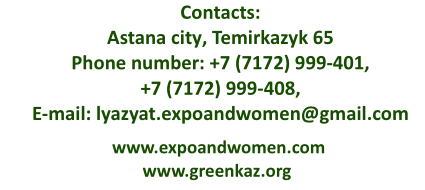 Contacts:
Astana city, Temirkazyk 65
Phone number: +7 (7172) 999-401,
+7 (7172) 999-408,
E-mail: lyazyat.expoandwomen@gmail.com
www.expoandwomen.com
www.greenkaz.org